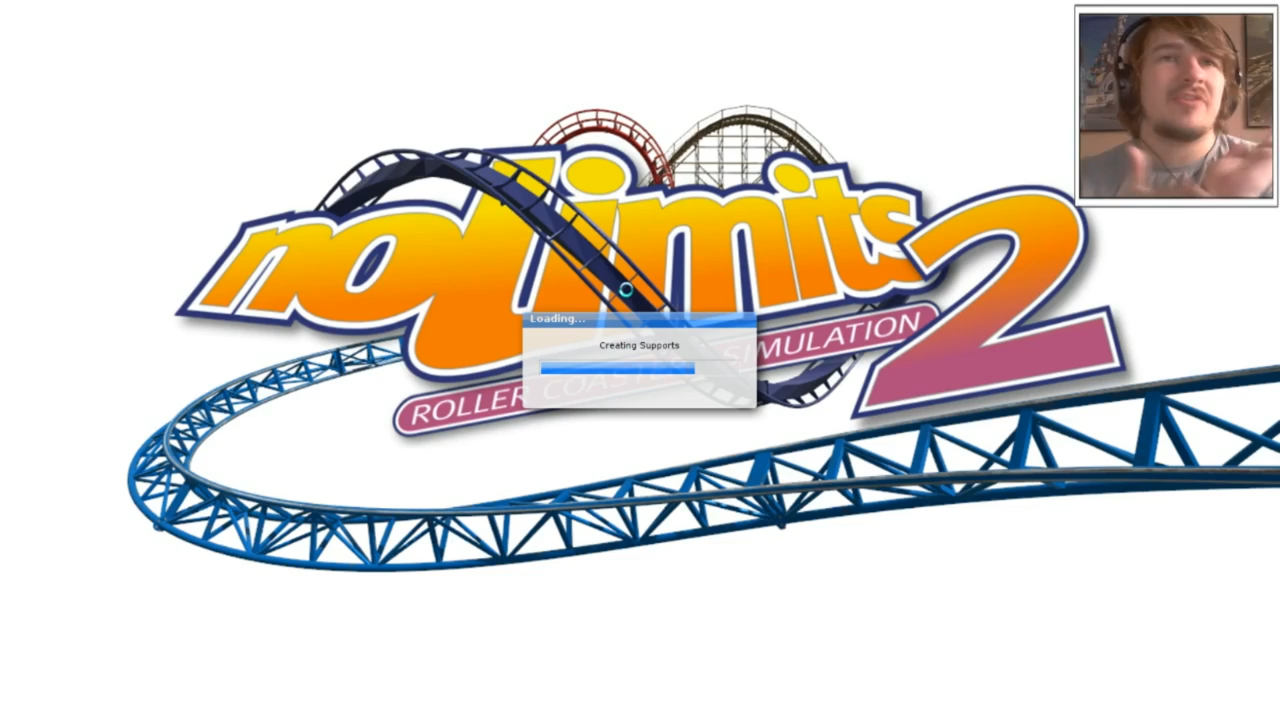 noLimits 2
ROLLER COASTER SIMULATION
Loading...
Creating Supports